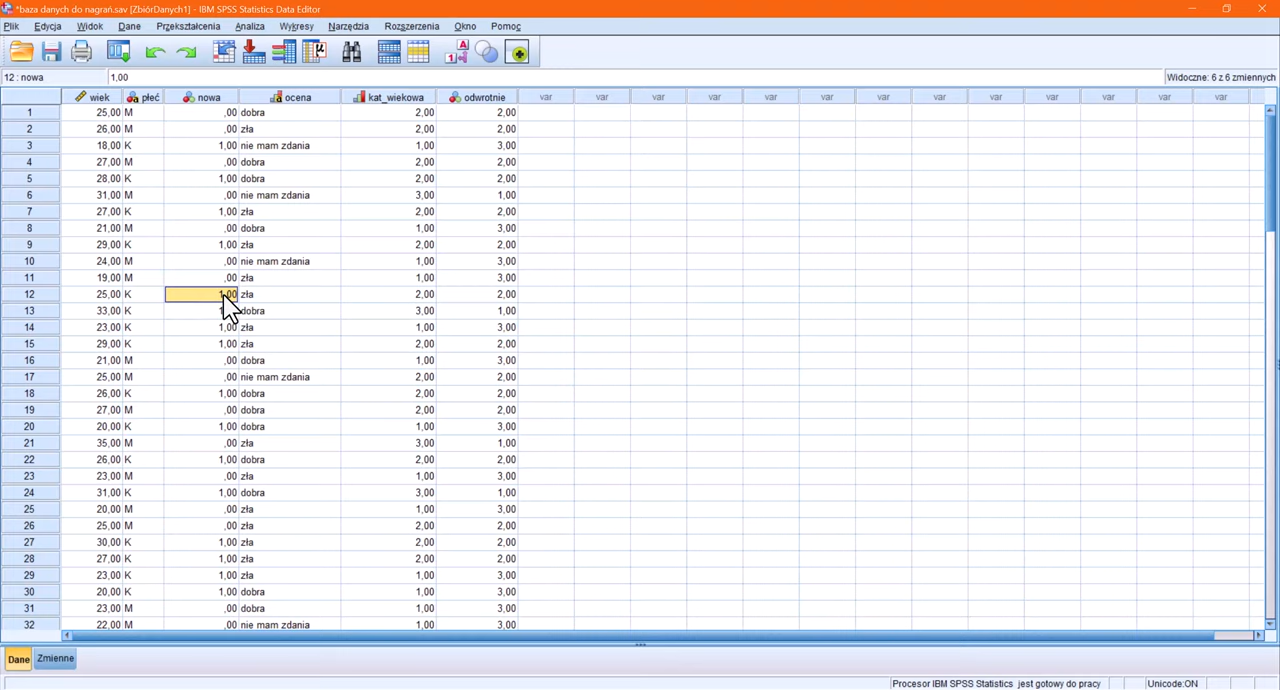 *baza danych do nagrań.sav [ZbiórDanych1] - IBM SPSS Statistics Data Editor
Plik Edycja Widok Dane Przekształcenia Analiza Wykresy Narzędzia Rozszerzenia Okno Pomoc
12 : nowa 1,00 Widoczne: 6 z 6 zmiennych
wiek płeć nowa ocena kat_wiekowa odwrotnie var var var var var var var var var var var var var
1 25,00 M ,00 dobra 2,00 2,00
2 26,00 M ,00 zła 2,00 2,00
3 18,00 K 1,00 nie mam zdania 1,00 3,00
4 27,00 M ,00 dobra 2,00 2,00
5 28,00 K 1,00 dobra 2,00 2,00
6 31,00 M ,00 nie mam zdania 3,00 1,00
7 27,00 K 1,00 zła 2,00 2,00
8 21,00 M ,00 dobra 1,00 3,00
9 29,00 K 1,00 zła 2,00 2,00
10 24,00 M ,00 nie mam zdania 1,00 3,00
11 19,00 M ,00 zła 1,00 3,00
12 25,00 K 1,00 zła 2,00 2,00
13 33,00 K dobra 3,00 1,00
14 23,00 K 1,00 zła 1,00 3,00
15 29,00 K 1,00 zła 2,00 2,00
16 21,00 M ,00 dobra 1,00 3,00
17 25,00 M ,00 nie mam zdania 2,00 2,00
18 26,00 K 1,00 dobra 2,00 2,00
19 27,00 M ,00 dobra 2,00 2,00
20 20,00 K 1,00 dobra 1,00 3,00
21 35,00 M ,00 zła 3,00 1,00
22 26,00 K 1,00 dobra 2,00 2,00
23 23,00 M ,00 zła 1,00 3,00
24 31,00 K 1,00 dobra 3,00 1,00
25 20,00 M ,00 zła 1,00 3,00
26 25,00 M ,00 zła 2,00 2,00
27 30,00 K 1,00 zła 2,00 2,00
28 27,00 K 1,00 zła 2,00 2,00
29 23,00 K 1,00 zła 1,00 3,00
30 20,00 K 1,00 dobra 1,00 3,00
31 23,00 M ,00 dobra 1,00 3,00
32 22,00 M ,00 nie mam zdania 1,00 3,00
Dane Zmienne
Procesor IBM SPSS Statistics jest gotowy do pracy Unicode:ON